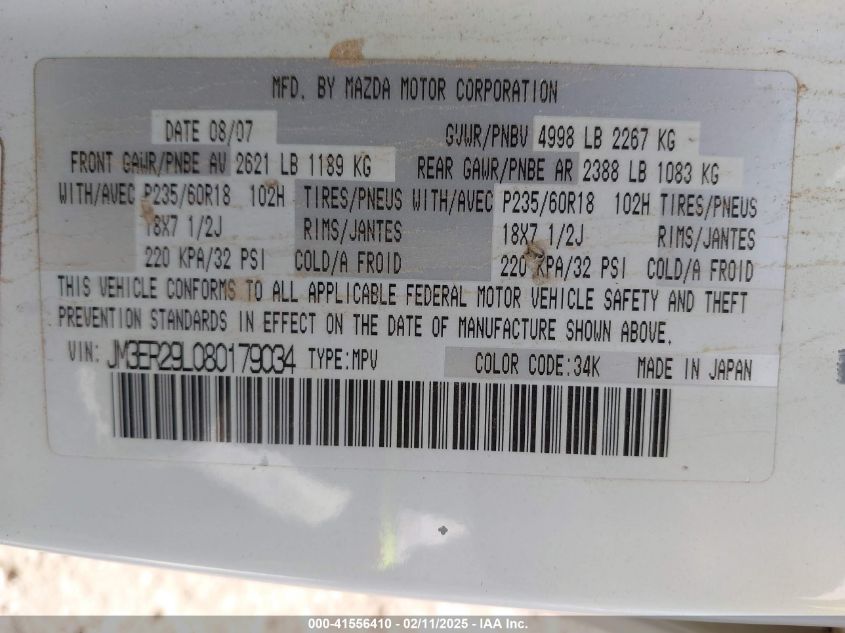 MFD. BY MAZDA MOTOR CORPORATION
DATE 08/07 GVWR/PNBV 4998 LB 2267 KG
FRONT GAWR/PNBE AV 2621 LB 1189 KG REAR GAWR/PNBE AR 2388 LB 1083 KG
WITH/AVEC P235/60R18 102H TIRES/PNEUS WITH/AVEC P235/60R18 102H TIRES/PNEUS
18X7 1/2J RIMS/JANTES 18X7 1/2J RIMS/JANTES
220 KPA/32 PSI COLD/A FROID 220 KPA/32 PSI COLD/A FROID
THIS VEHICLE CONFORMS TO ALL APPLICABLE FEDERAL MOTOR VEHICLE SAFETY AND THEFT
PREVENTION STANDARDS IN EFFECT ON THE DATE OF MANUFACTURE SHOWN ABOVE.
VIN: JM3ER29L080179034 TYPE:MPV COLOR CODE:34K MADE IN JAPAN
000-41556410 - 02/11/2025 - IAA Inc.